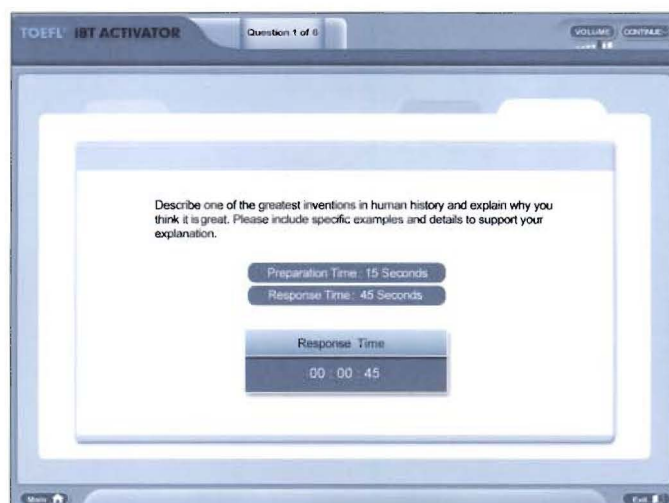 TOEFL® iBT ACTIVATOR
Question 1 of 6
VOLUME
CONTINUE
Describe one of the greatest inventions in human history and explain why you
think it is great. Please include specific examples and details to support your
explanation.
Preparation Time : 15 Seconds
Response Time : 45 Seconds
Response Time
00 : 00 : 45
Main
Exit